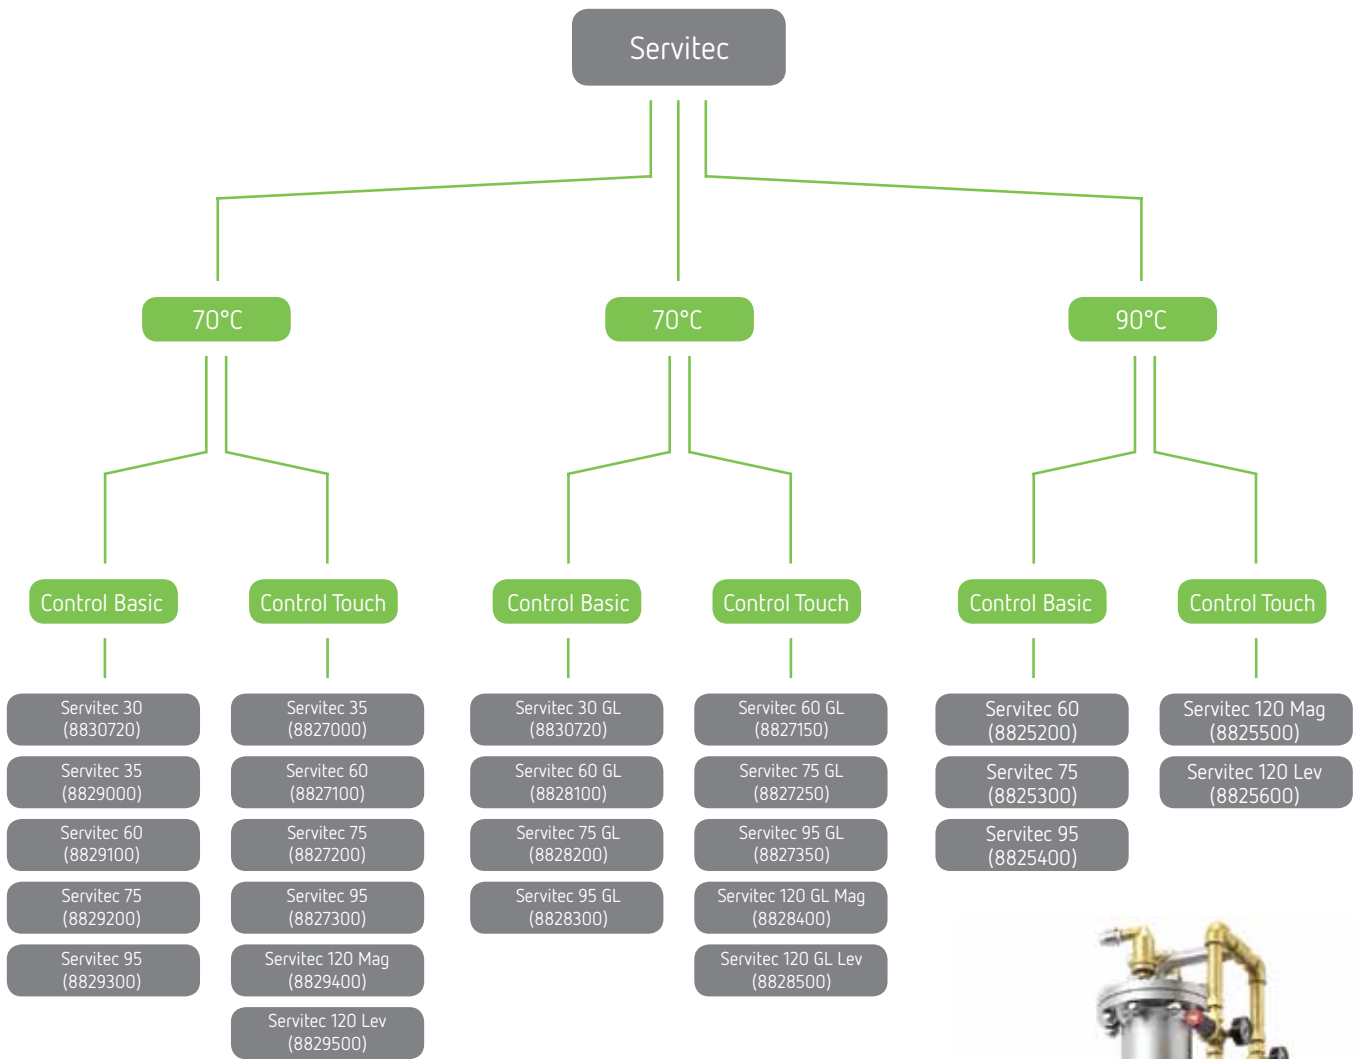 Servitec
70°C
70°C
90°C
Control Basic
Control Touch
Control Basic
Control Touch
Control Basic
Control Touch
Servitec 30
(8830720)
Servitec 35
(8829000)
Servitec 60
(8829100)
Servitec 75
(8829200)
Servitec 95
(8829300)
Servitec 35
(8827000)
Servitec 60
(8827100)
Servitec 75
(8827200)
Servitec 95
(8827300)
Servitec 120 Mag
(8829400)
Servitec 120 Lev
(8829500)
Servitec 30 GL
(8830720)
Servitec 60 GL
(8828100)
Servitec 75 GL
(8828200)
Servitec 95 GL
(8828300)
Servitec 60 GL
(8827150)
Servitec 75 GL
(8827250)
Servitec 95 GL
(8827350)
Servitec 120 GL Mag
(8828400)
Servitec 120 GL Lev
(8828500)
Servitec 60
(8825200)
Servitec 75
(8825300)
Servitec 95
(8825400)
Servitec 120 Mag
(8825500)
Servitec 120 Lev
(8825600)